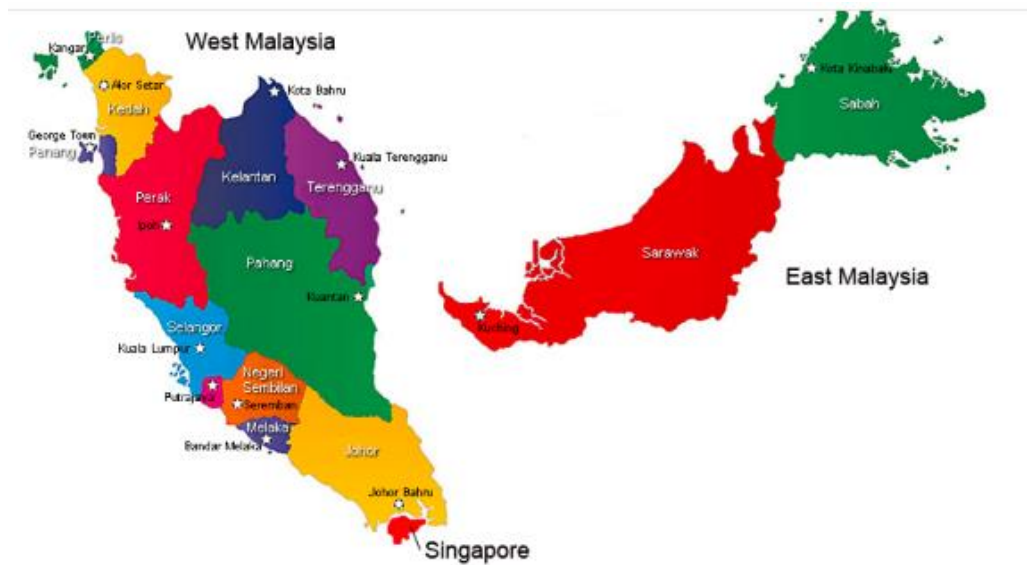 Perlis
Kangar
West Malaysia
Alor Setar
Kedah
Kota Bahru
George Town
Panang
Kuala Terengganu
Kelantan
Terengganu
Perak
Ipoh
Pahang
Kuantan
Selangor
Kuala Lumpur
Negeri
Sembilan
Putrajaya
Seremban
Melaka
Bandar Melaka
Johor
Johor Bahru
Singapore
Kota Kinabalu
Sabah
Sarawak
East Malaysia
Kuching